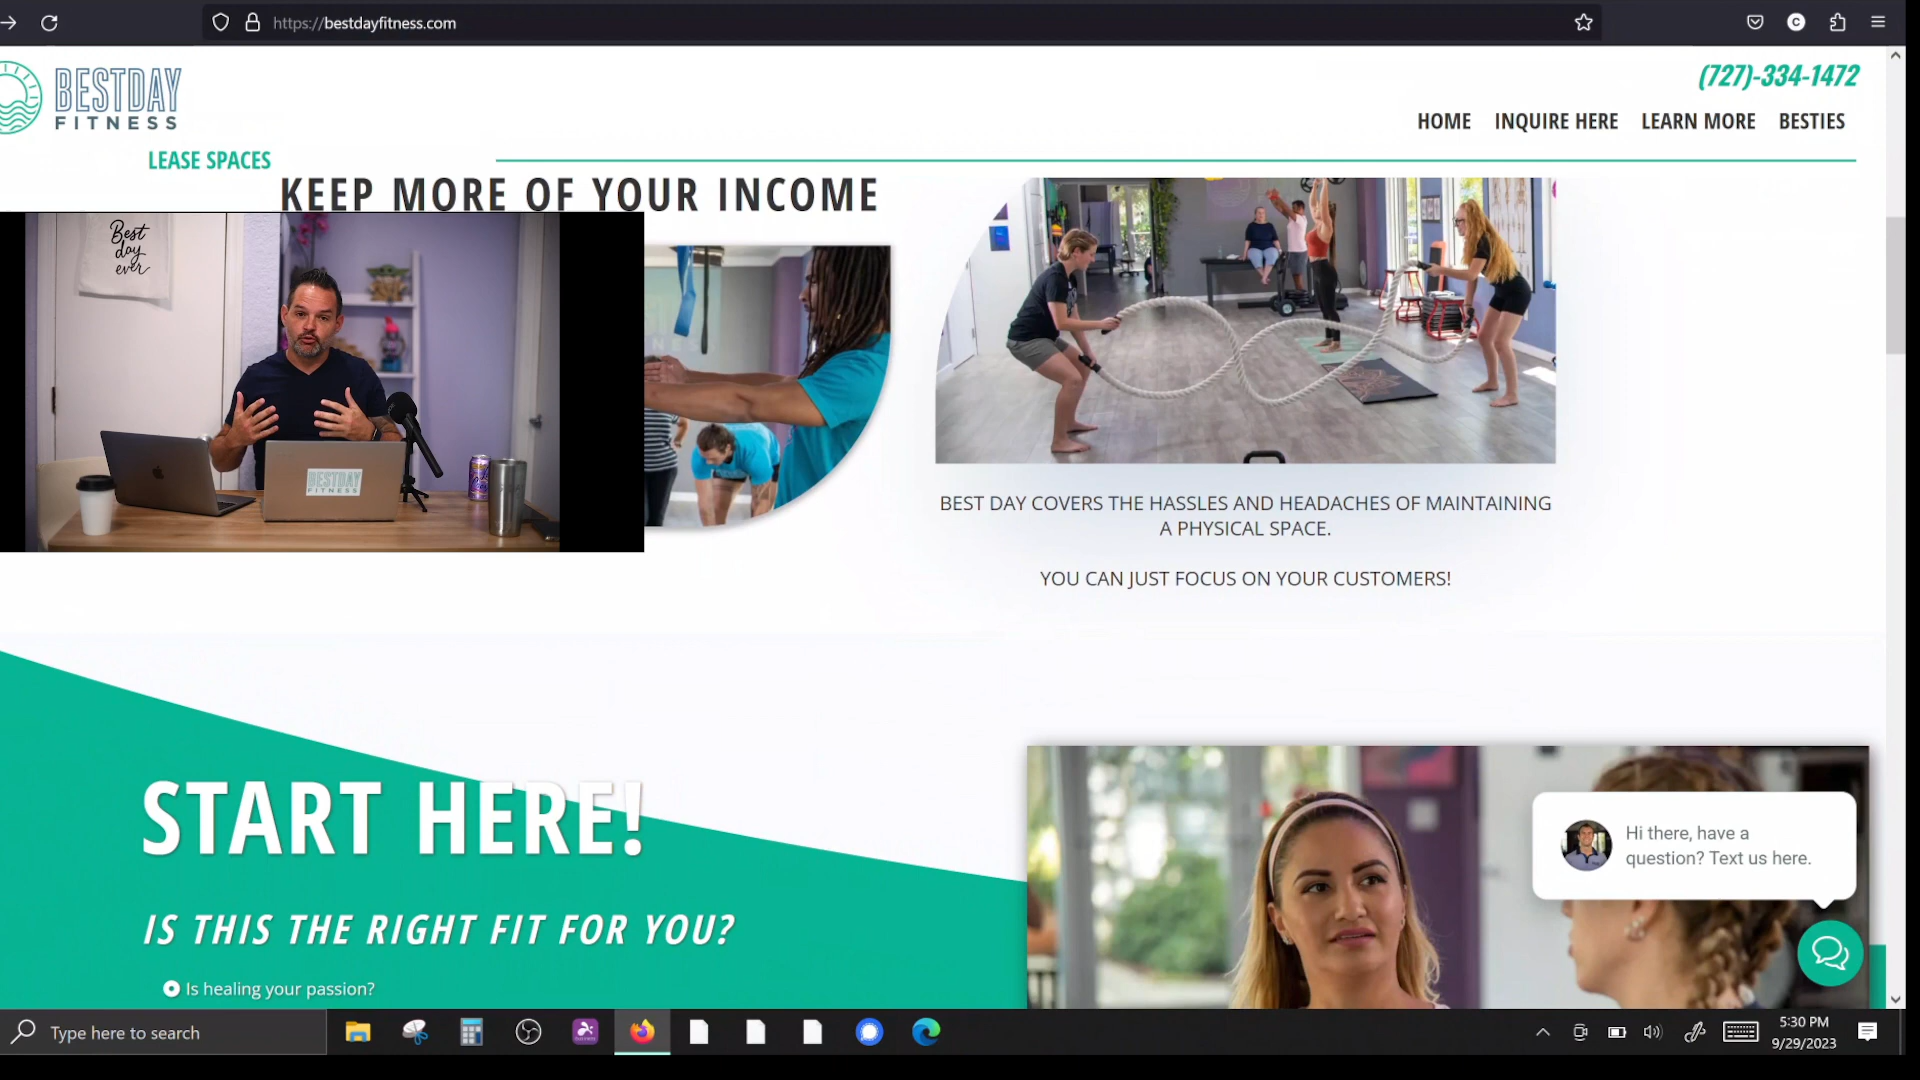 https://bestdayfitness.com
BESTDAY
FITNESS
(727)-334-1472
HOME INQUIRE HERE LEARN MORE BESTIES
LEASE SPACES
KEEP MORE OF YOUR INCOME
Best
day
ever
BESTDAY
FITNESS
BEST DAY COVERS THE HASSLES AND HEADACHES OF MAINTAINING
A PHYSICAL SPACE.
YOU CAN JUST FOCUS ON YOUR CUSTOMERS!
START HERE!
IS THIS THE RIGHT FIT FOR YOU?
Is healing your passion?
Hi there, have a
question? Text us here.
Type here to search
5:30 PM
9/29/2023